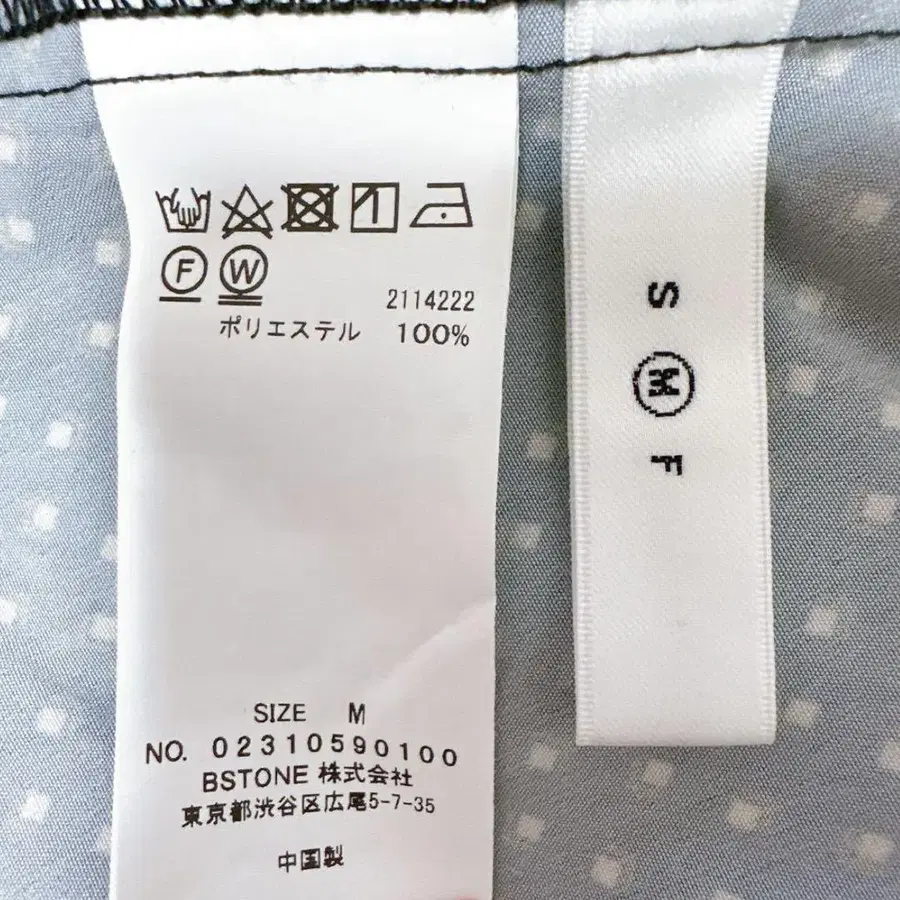 F W
2114222
ポリエステル 100%
SIZE M
NO. 02310590100
BSTONE 株式会社
東京都渋谷区広尾5-7-35
中国製
S M F